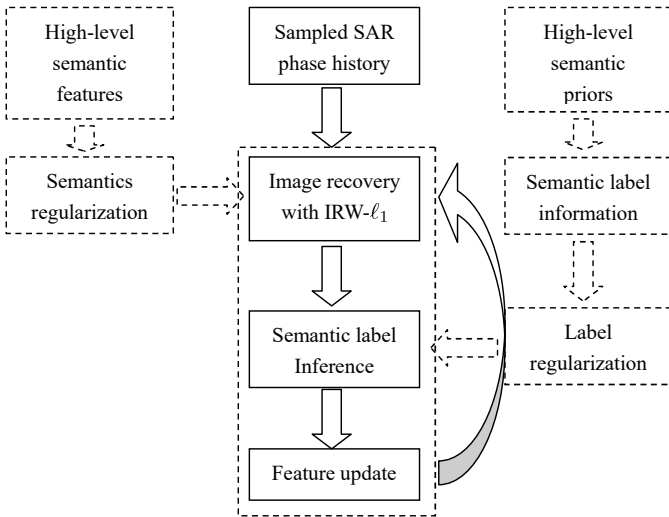 High-level
semantic
features
Sampled SAR
phase history
High-level
semantic
priors
Semantics
regularization
Image recovery
with IRW-ℓ₁
Semantic label
information
Semantic label
Inference
Label
regularization
Feature update